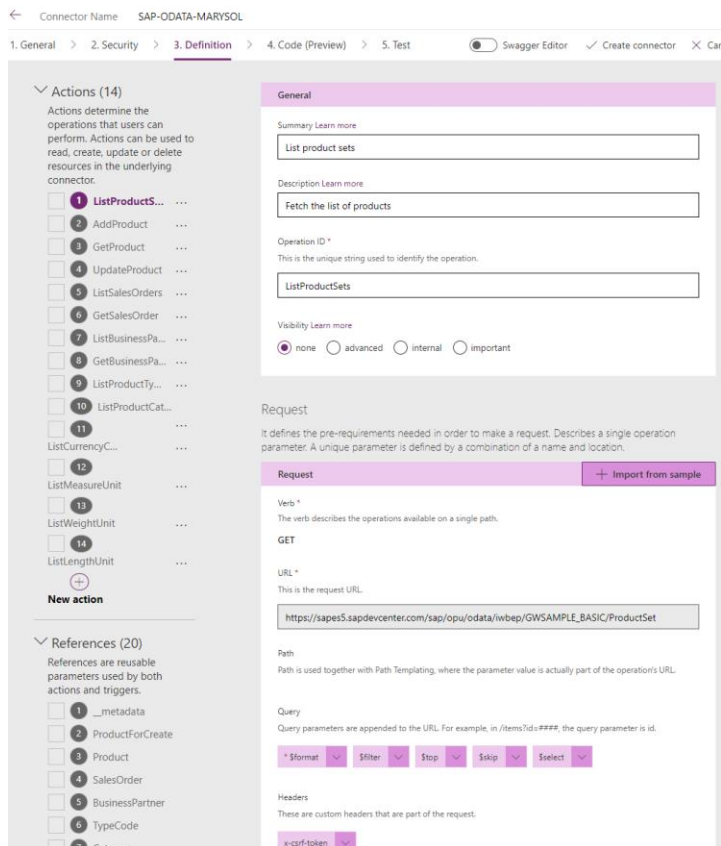 Connector Name SAP-ODATA-MARYSOL
1. General > 2. Security > 3. Definition > 4. Code (Preview) > 5. Test Swagger Editor Create connector Can
Actions (14)
Actions determine the
operations that users can
perform. Actions can be used to
read, create, update or delete
resources in the underlying
connector.
1 ListProductS... ...
2 AddProduct ...
3 GetProduct ...
4 UpdateProduct ...
5 ListSalesOrders ...
6 GetSalesOrder ...
7 ListBusinessPa... ...
8 GetBusinessPa... ...
9 ListProductTy... ...
10 ListProductCat...
11 ...
ListCurrencyC...
12
ListMeasureUnit ...
13
ListWeightUnit ...
14
ListLengthUnit ...
New action
References (20)
References are reusable
parameters used by both
actions and triggers.
1 __metadata
2 ProductForCreate
3 Product
4 SalesOrder
5 BusinessPartner
6 TypeCode
General
Summary Learn more
List product sets
Description Learn more
Fetch the list of products
Operation ID *
This is the unique string used to identify the operation.
ListProductSets
Visibility Learn more
none advanced internal important
Request
It defines the pre-requirements needed in order to make a request. Describes a single operation
parameter. A unique parameter is defined by a combination of a name and location.
Request + Import from sample
Verb *
The verb describes the operations available on a single path.
GET
URL *
This is the request URL.
https://sapes5.sapdevcenter.com/sap/opu/odata/iwbep/GWSAMPLE_BASIC/ProductSet
Path
Path is used together with Path Templating, where the parameter value is actually part of the operation's URL.
Query
Query parameters are appended to the URL. For example, in /items?id=####, the query parameter is id.
* $format $filter $top $skip $select
Headers
These are custom headers that are part of the request.
x-csrf-token